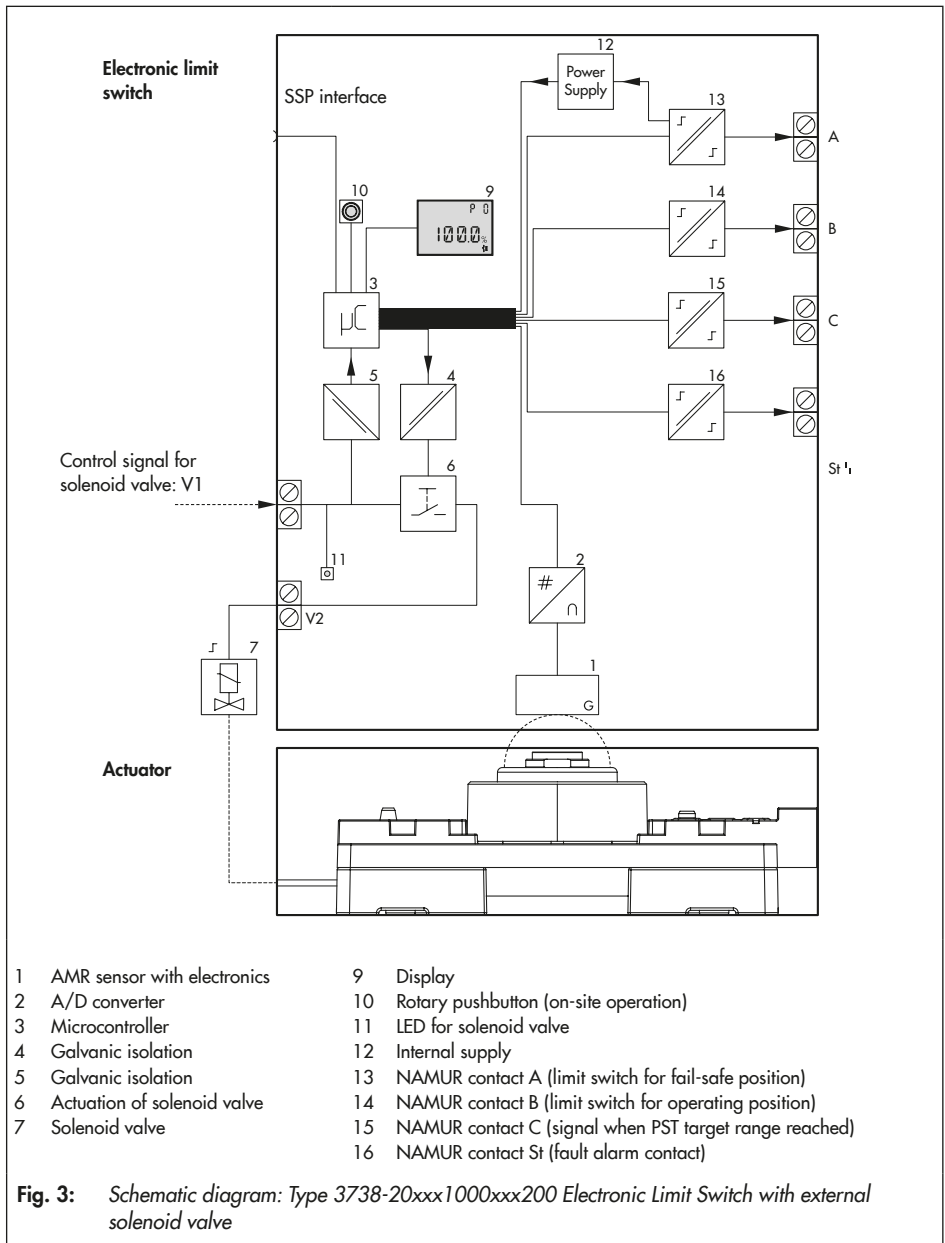 Electronic limit
switch
SSP interface
12
Power
Supply
13
A
10
9
P 0
100.0%
14
B
3
µC
15
C
5
4
16
Control signal for
solenoid valve: V1
6
St
11
2
#
∩
V2
7
1
G
Actuator
1 AMR sensor with electronics
2 A/D converter
3 Microcontroller
4 Galvanic isolation
5 Galvanic isolation
6 Actuation of solenoid valve
7 Solenoid valve
9 Display
10 Rotary pushbutton (on-site operation)
11 LED for solenoid valve
12 Internal supply
13 NAMUR contact A (limit switch for fail-safe position)
14 NAMUR contact B (limit switch for operating position)
15 NAMUR contact C (signal when PST target range reached)
16 NAMUR contact St (fault alarm contact)
Fig. 3: Schematic diagram: Type 3738-20xxx1000xxx200 Electronic Limit Switch with external
solenoid valve